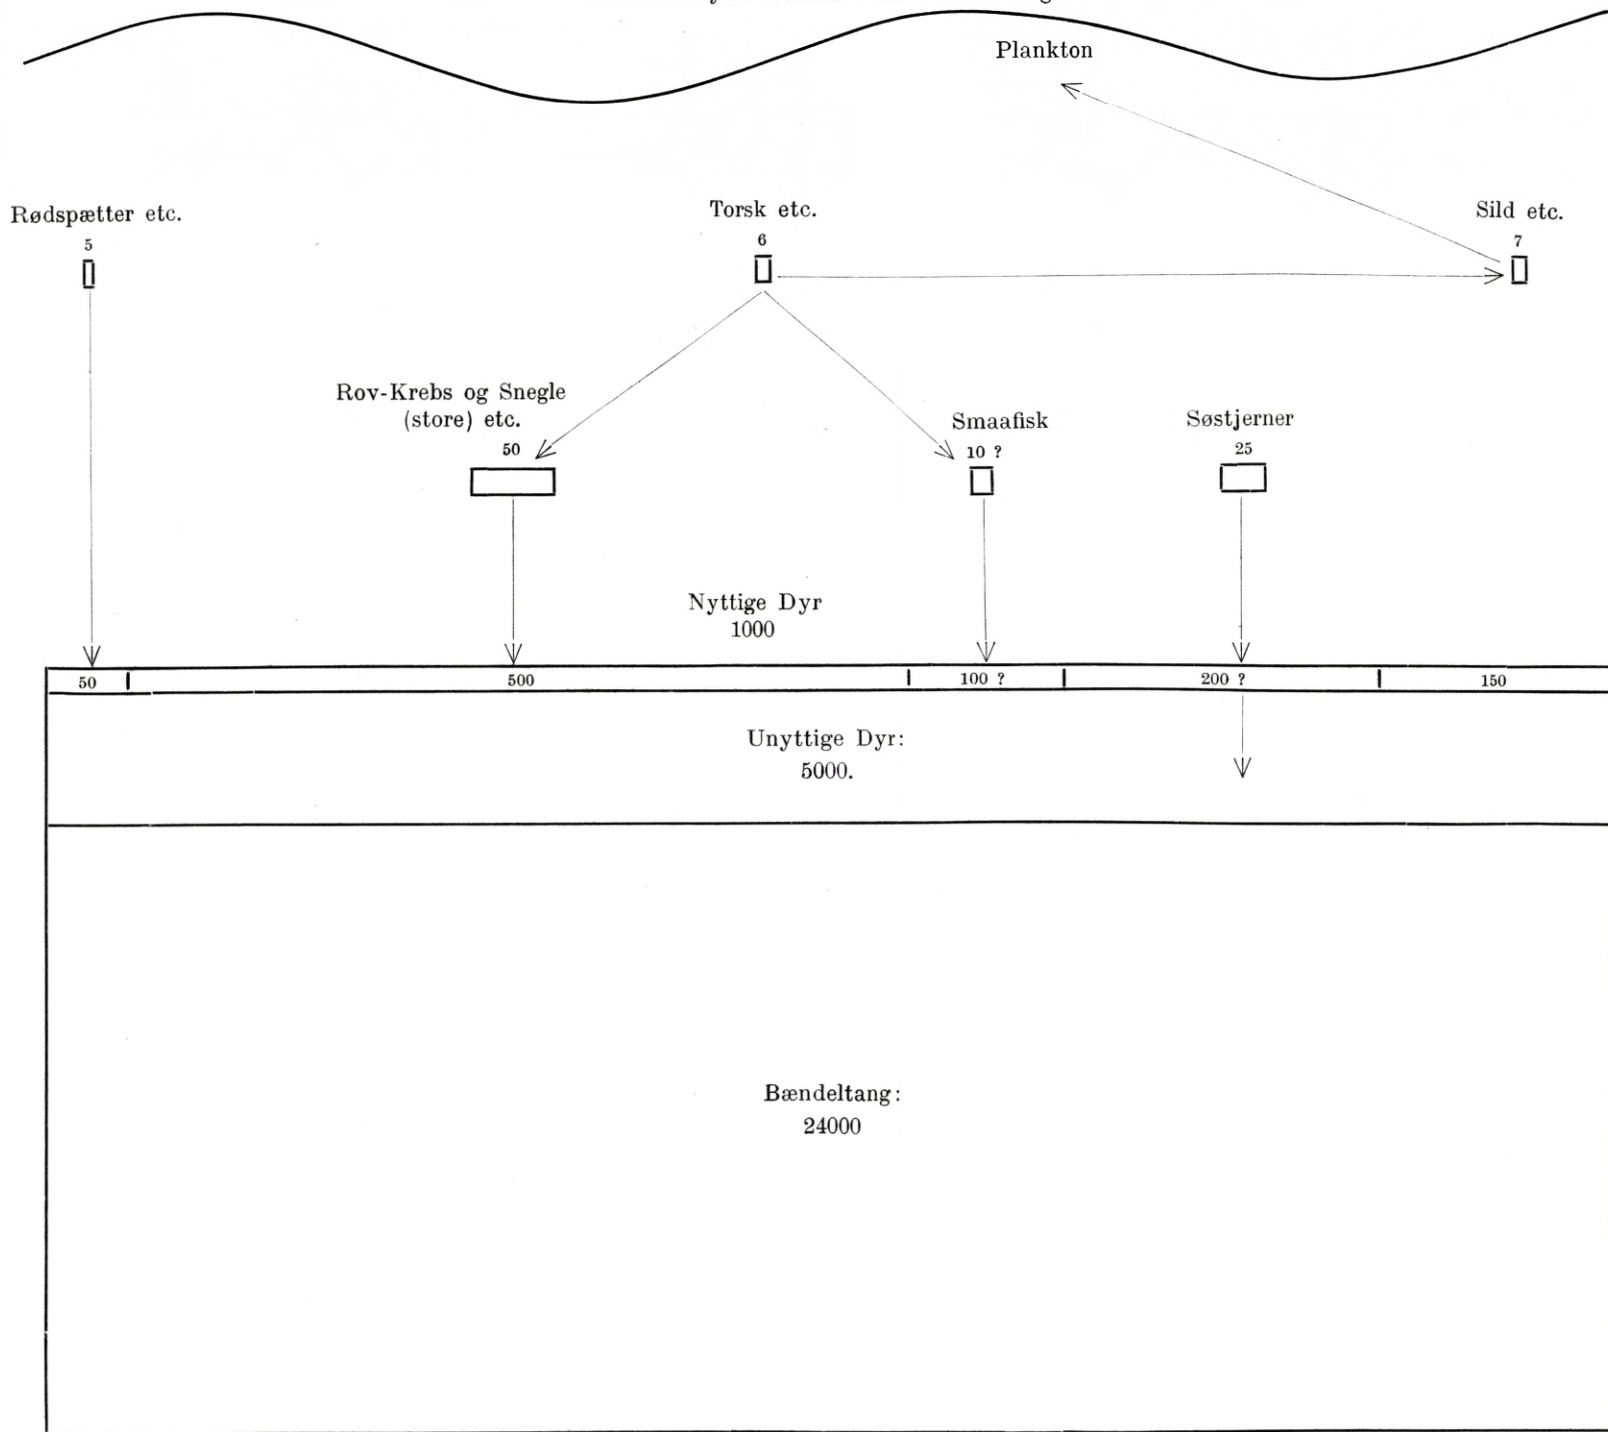 Plankton
Rødspætter etc.
5
Torsk etc.
6
Sild etc.
7
Rov-Krebs og Snegle
(store) etc.
50
Smaafisk
10 ?
Søstjerner
25
Nyttige Dyr
1000
50 500 100 ? 200 ? 150
Unyttige Dyr:
5000.
Bændeltang:
24000